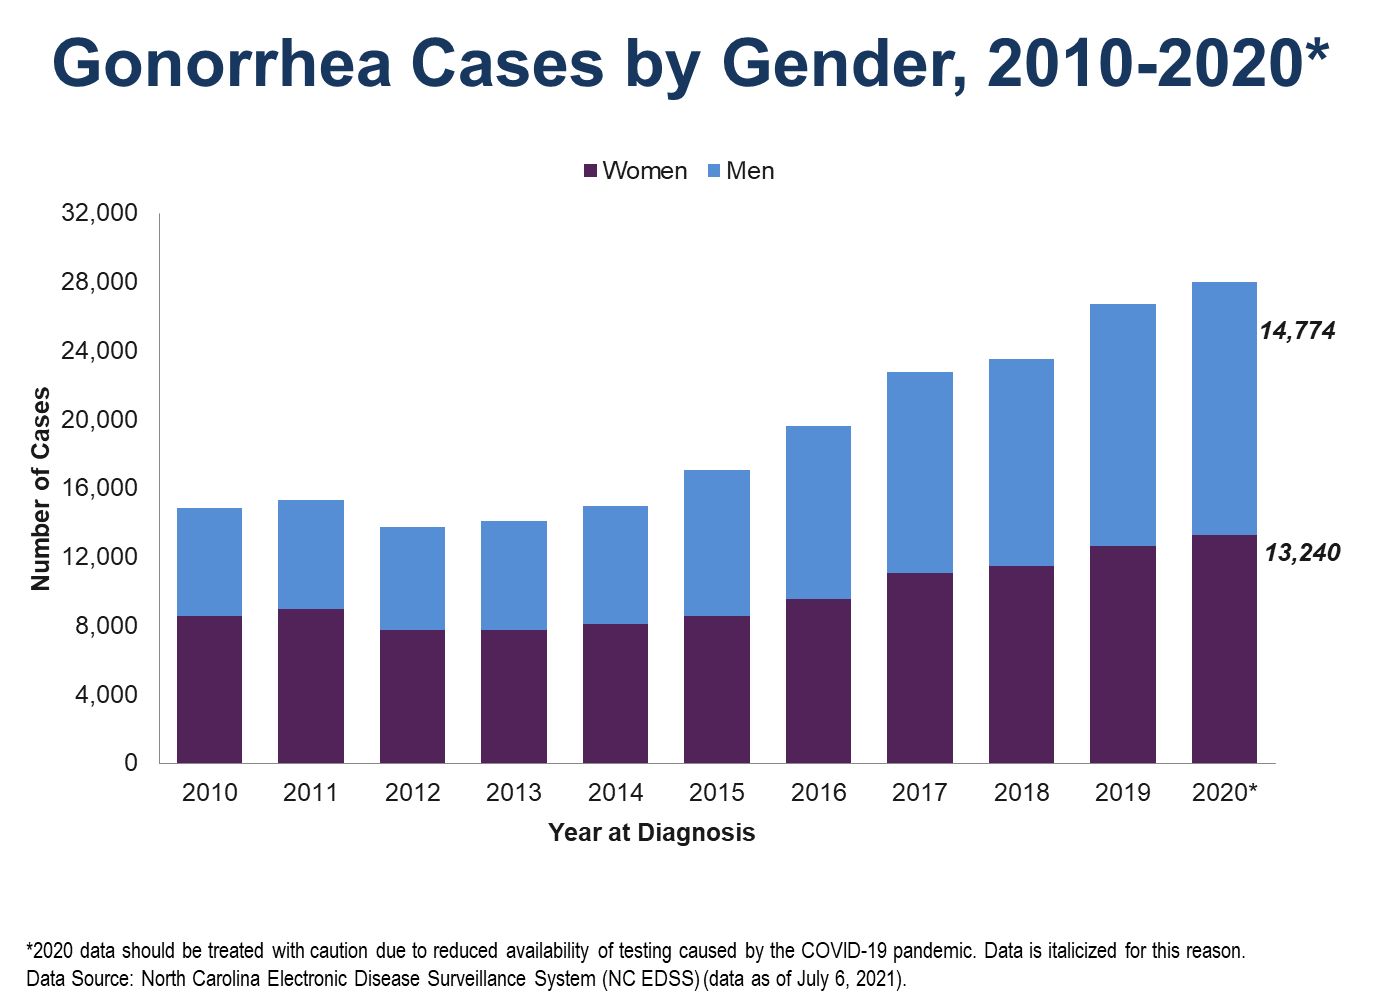 Gonorrhea Cases by Gender, 2010-2020*
Women Men
32,000
28,000
24,000
20,000
16,000
12,000
8,000
4,000
0
Number of Cases
14,774
13,240
2010 2011 2012 2013 2014 2015 2016 2017 2018 2019 2020*
Year at Diagnosis
*2020 data should be treated with caution due to reduced availability of testing caused by the COVID-19 pandemic. Data is italicized for this reason.
Data Source: North Carolina Electronic Disease Surveillance System (NC EDSS) (data as of July 6, 2021).